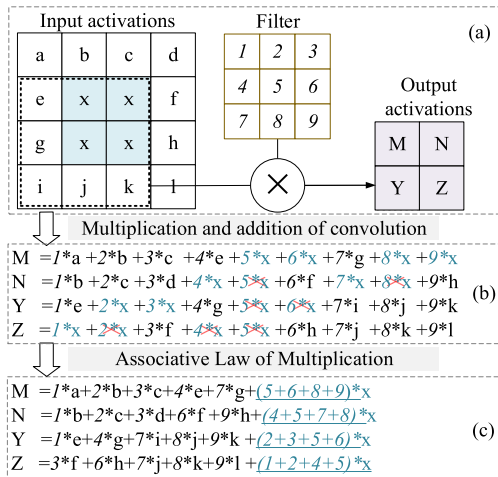 Input activations
Filter
(a)
a b c d
e x x f
g x x h
i j k l
1 2 3
4 5 6
7 8 9
Output
activations
M N
Y Z
Multiplication and addition of convolution
M =1*a +2*b +3*c +4*e +5*x +6*x +7*g +8*x +9*x
N =1*b +2*c +3*d +4*x +5*x +6*f +7*x +8*x +9*h
Y =1*e +2*x +3*x +4*g +5*x +6*x +7*i +8*j +9*k
Z =1*x +2*x +3*f +4*x +5*x +6*h +7*j +8*k +9*l
(b)
Associative Law of Multiplication
M =1*a+2*b+3*c+4*e+7*g+(5+6+8+9)*x
N =1*b+2*c+3*d+6*f +9*h+(4+5+7+8)*x
Y =1*e+4*g+7*i+8*j+9*k +(2+3+5+6)*x
Z =3*f +6*h+7*j+8*k+9*l +(1+2+4+5)*x
(c)